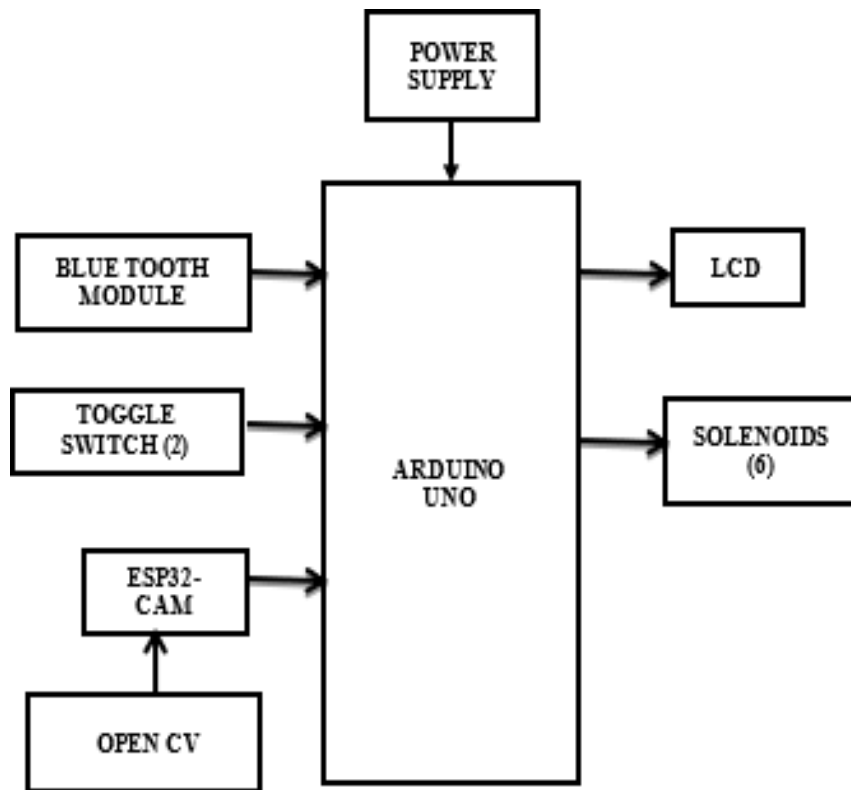 POWER
SUPPLY
BLUE TOOTH
MODULE
LCD
TOGGLE
SWITCH (2)
SOLENOIDS
(6)
ARDUINO
UNO
ESP32-
CAM
OPEN CV